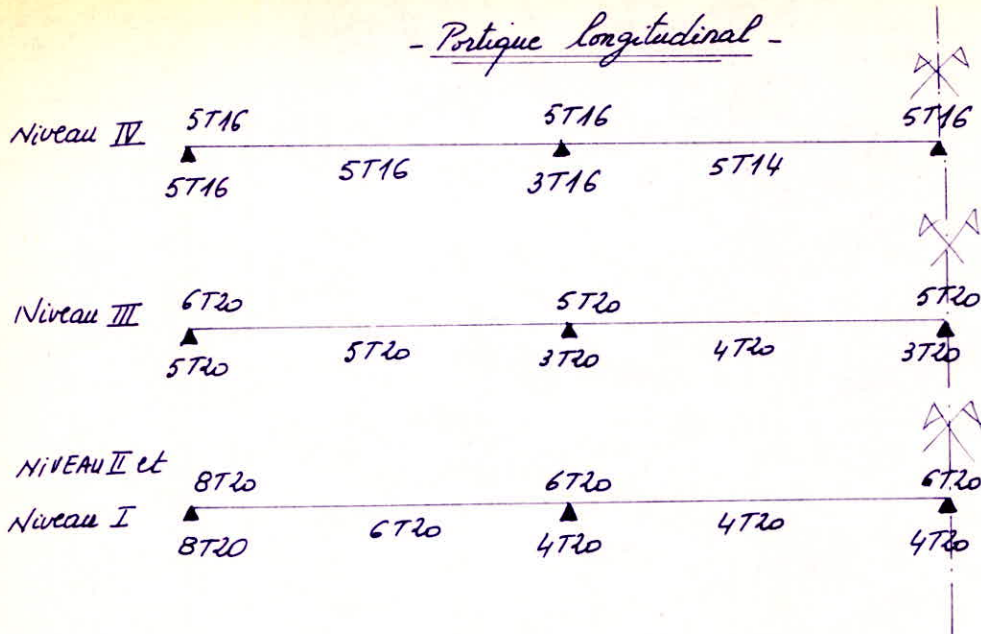 - Portique longitudinal -
Niveau IV 5T16 5T16 5T16
5T16 5T16 3T16 5T14
Niveau III 6T20 5T20 5T20
5T20 5T20 3T20 4T20 3T20
NiVEAU II et 8T20 6T20 6T20
Niveau I 8T20 6T20 4T20 4T20 4T20